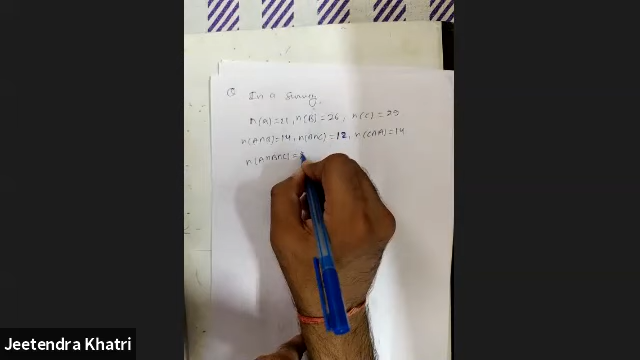 Q In a survey
n(A)=21, n(B) = 26, n(C) = 29
n(A∩B)=14, n(A∩C) = 12, n(C∩A) = 14
n(A∩B∩C) =
Jeetendra Khatri